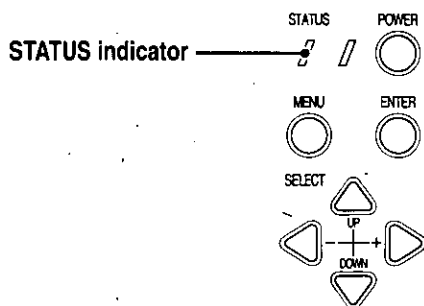 STATUS POWER
STATUS indicator
MENU ENTER
SELECT
UP
- +
DOWN